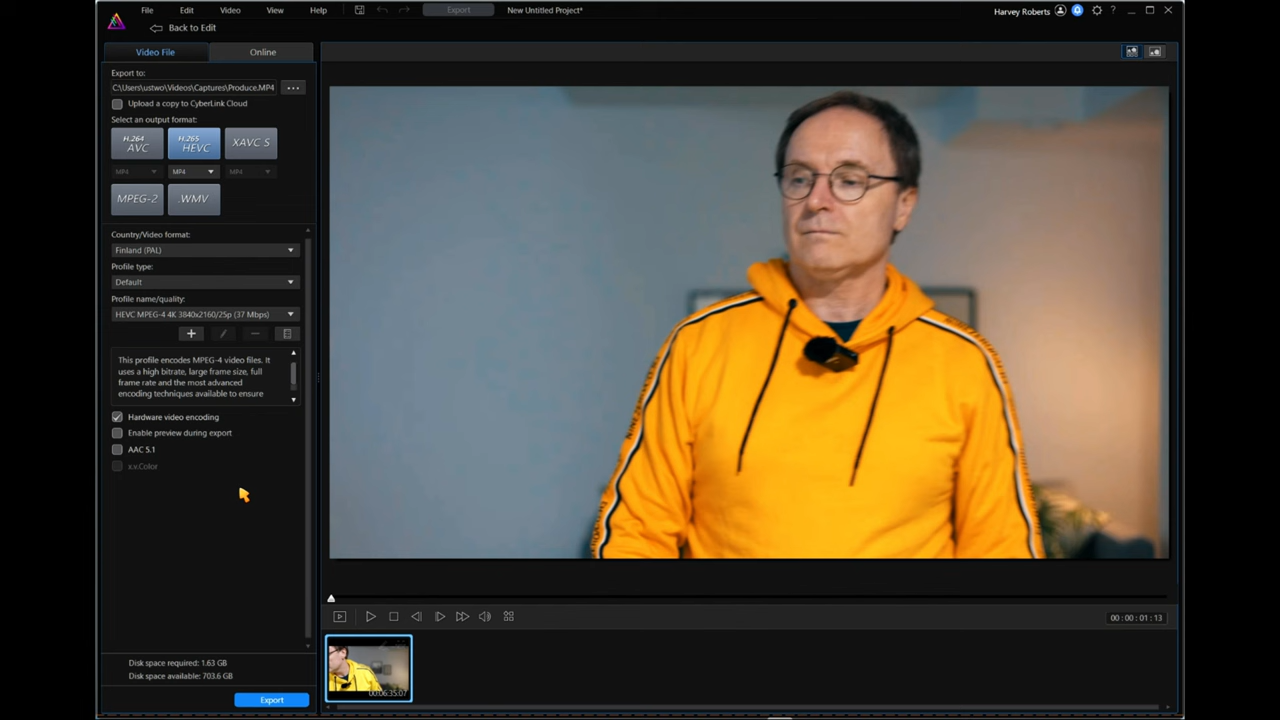 File Edit Video View Help Export New Untitled Project* Harvey Roberts ?
Back to Edit
Video File Online
Export to:
C:\Users\ustwo\Videos\Captures\Produce.MP4 ...
Upload a copy to CyberLink Cloud
Select an output format:
H.264 AVC H.265 HEVC XAVC S
MP4 MP4 MP4
MPEG-2 .WMV
Country/Video format:
Finland (PAL)
Profile type:
Default
Profile name/quality:
HEVC MPEG-4 4K 3840x2160/25p (37 Mbps)
This profile encodes MPEG-4 video files. It
uses a high bitrate, large frame size, full
frame rate and the most advanced
encoding techniques available to ensure
Hardware video encoding
Enable preview during export
AAC 5.1
x.v.Color
00:00:01:13
00:06:35:07
Disk space required: 1.63 GB
Disk space available: 703.6 GB
Export